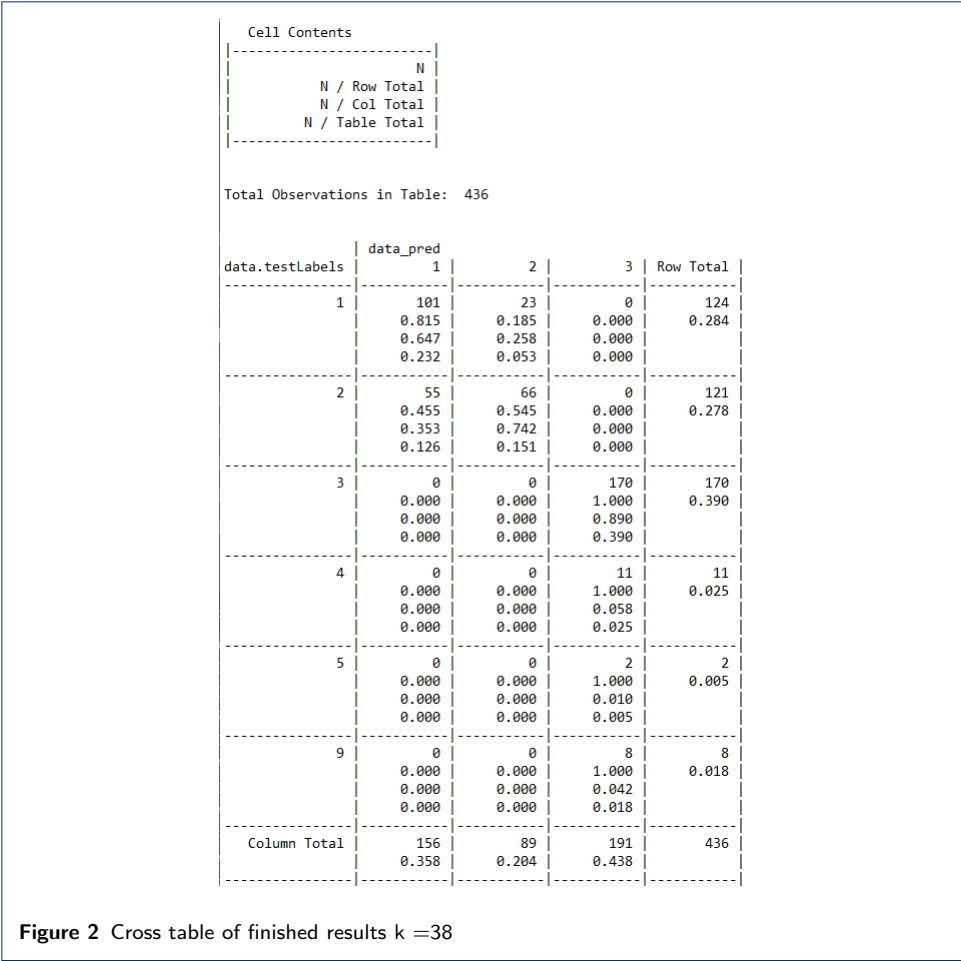 Cell Contents
|-------------------------|
| N |
| N / Row Total |
| N / Col Total |
| N / Table Total |
|-------------------------|
Total Observations in Table: 436
| data_pred
data.testLabels | 1 | 2 | 3 | Row Total |
----------------|-----------|-----------|-----------|-----------|
1 | 101 | 23 | 0 | 124 |
| 0.815 | 0.185 | 0.000 | 0.284 |
| 0.647 | 0.258 | 0.000 | |
| 0.232 | 0.053 | 0.000 | |
----------------|-----------|-----------|-----------|-----------|
2 | 55 | 66 | 0 | 121 |
| 0.455 | 0.545 | 0.000 | 0.278 |
| 0.353 | 0.742 | 0.000 | |
| 0.126 | 0.151 | 0.000 | |
----------------|-----------|-----------|-----------|-----------|
3 | 0 | 0 | 170 | 170 |
| 0.000 | 0.000 | 1.000 | 0.390 |
| 0.000 | 0.000 | 0.890 | |
| 0.000 | 0.000 | 0.390 | |
----------------|-----------|-----------|-----------|-----------|
4 | 0 | 0 | 11 | 11 |
| 0.000 | 0.000 | 1.000 | 0.025 |
| 0.000 | 0.000 | 0.058 | |
| 0.000 | 0.000 | 0.025 | |
----------------|-----------|-----------|-----------|-----------|
5 | 0 | 0 | 2 | 2 |
| 0.000 | 0.000 | 1.000 | 0.005 |
| 0.000 | 0.000 | 0.010 | |
| 0.000 | 0.000 | 0.005 | |
----------------|-----------|-----------|-----------|-----------|
9 | 0 | 0 | 8 | 8 |
| 0.000 | 0.000 | 1.000 | 0.018 |
| 0.000 | 0.000 | 0.042 | |
| 0.000 | 0.000 | 0.018 | |
----------------|-----------|-----------|-----------|-----------|
Column Total | 156 | 89 | 191 | 436 |
| 0.358 | 0.204 | 0.438 | |
----------------|-----------|-----------|-----------|-----------|
Figure 2 Cross table of finished results k =38